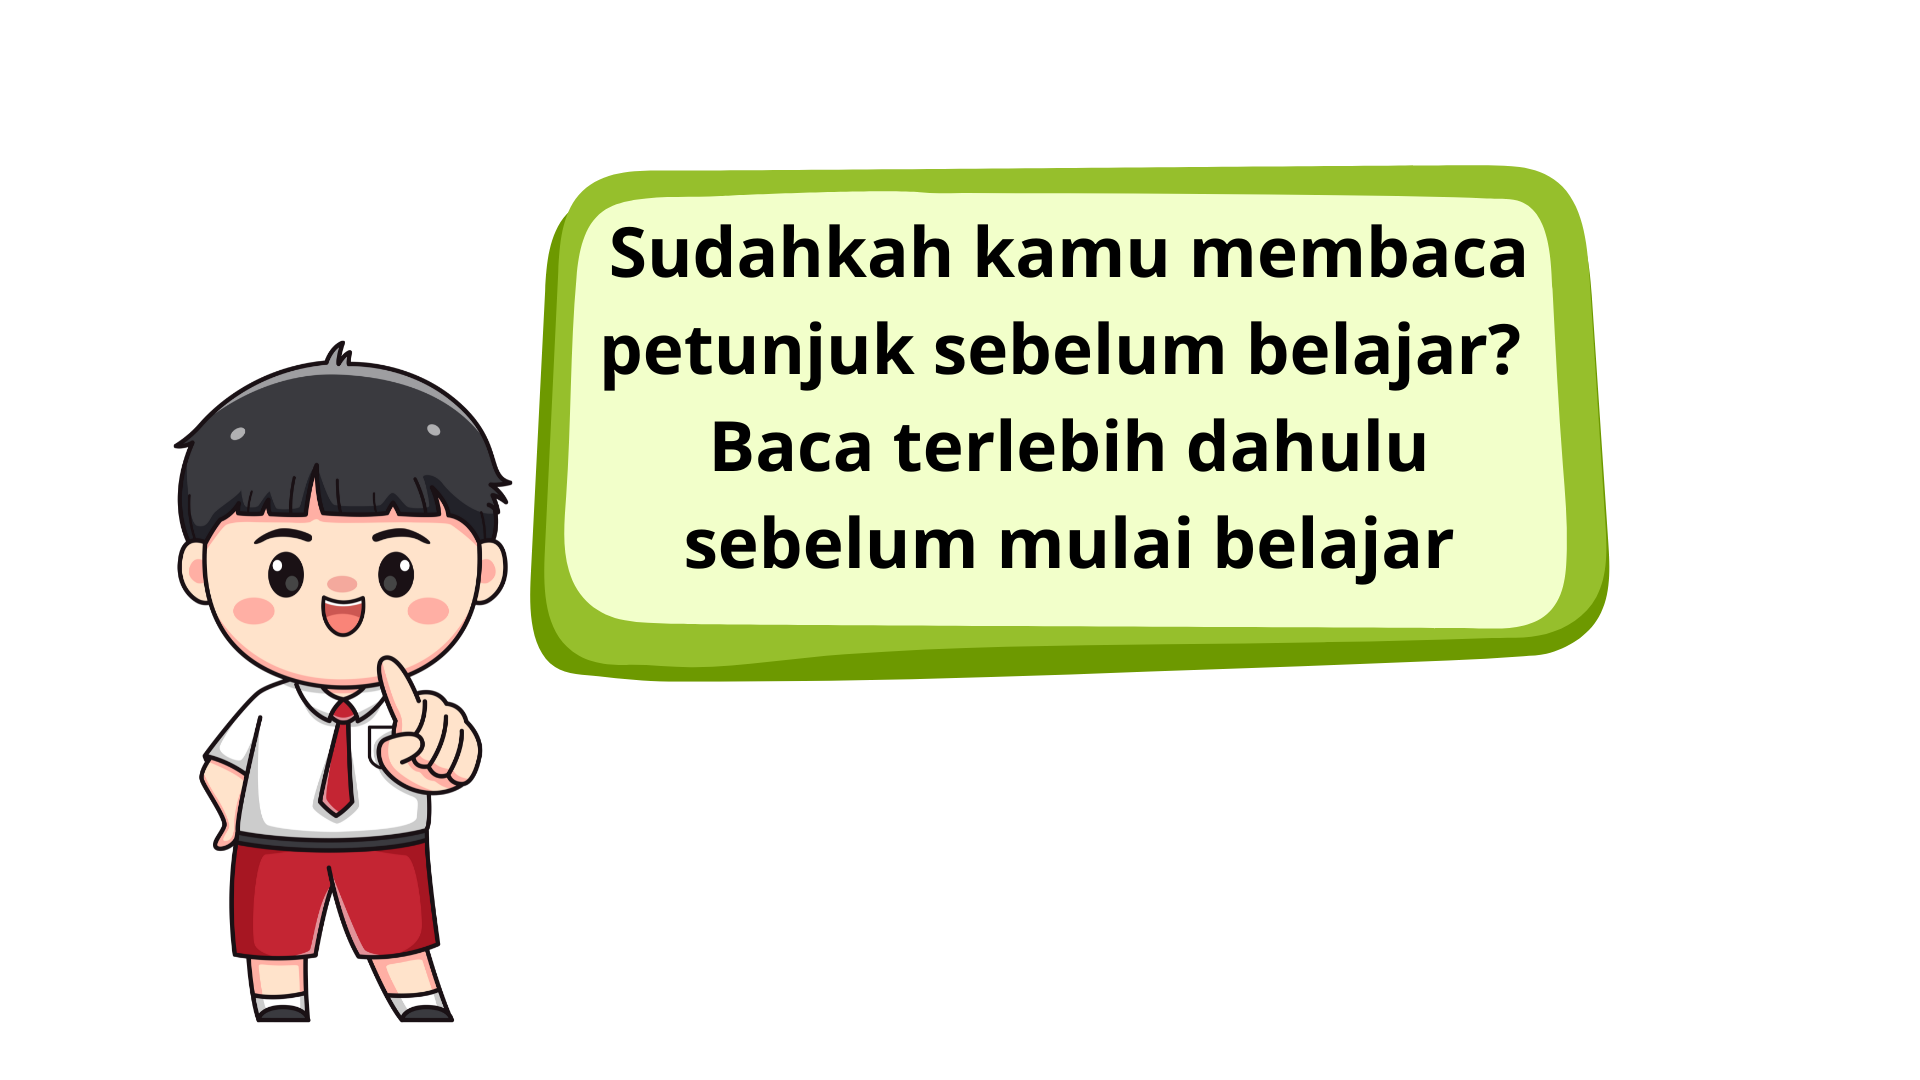 Sudahkah kamu membaca
petunjuk sebelum belajar?
Baca terlebih dahulu
sebelum mulai belajar